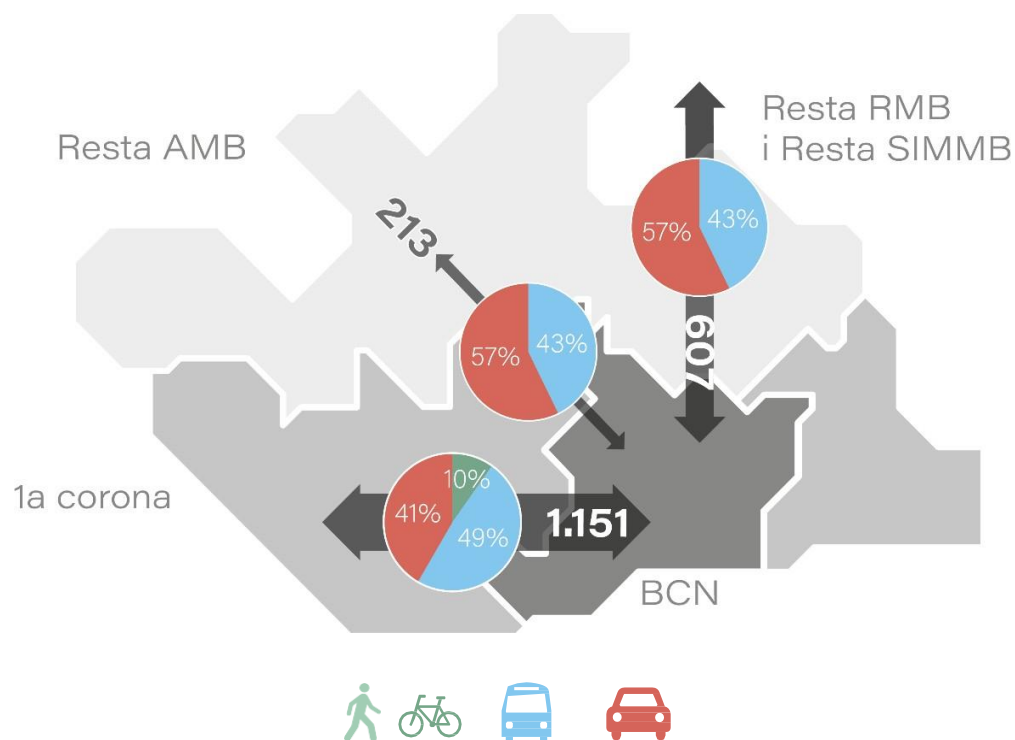 Resta RMB
i Resta SIMMB
Resta AMB
57%
43%
213
607
57%
43%
1a corona
10%
41%
49%
1.151
BCN